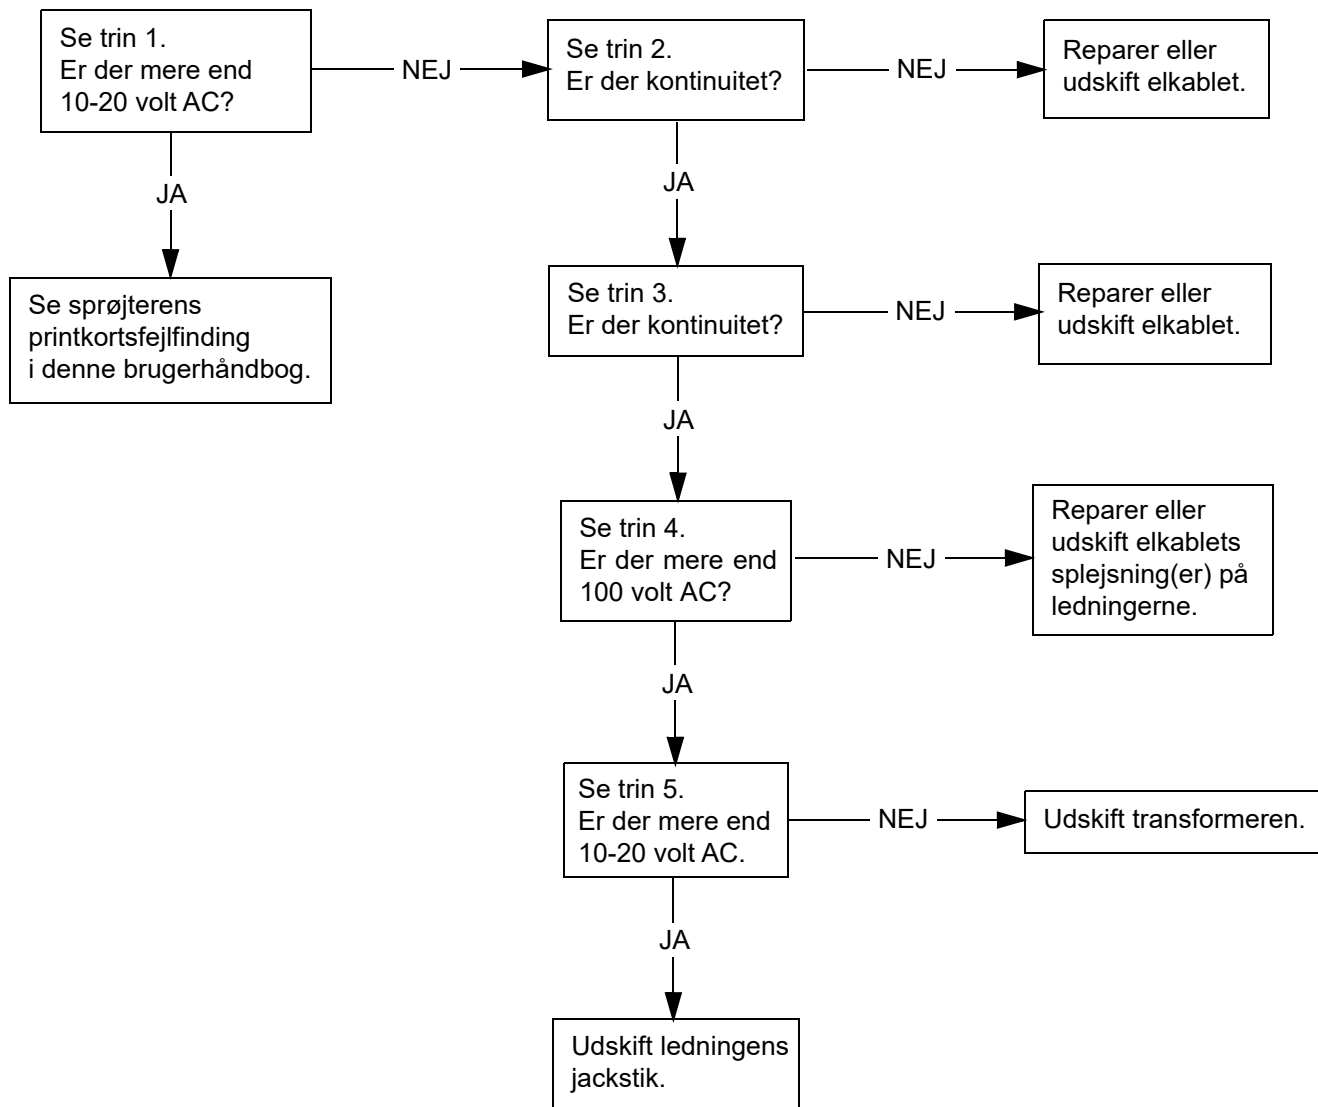 Se trin 1.
Er der mere end
10-20 volt AC?
NEJ
Se trin 2.
Er der kontinuitet?
NEJ
Reparer eller
udskift elkablet.
JA
JA
Se sprøjterens
printkortsfejlfinding
i denne brugerhåndbog.
Se trin 3.
Er der kontinuitet?
NEJ
Reparer eller
udskift elkablet.
JA
Se trin 4.
Er der mere end
100 volt AC?
NEJ
Reparer eller
udskift elkablets
splejsning(er) på
ledningerne.
JA
Se trin 5.
Er der mere end
10-20 volt AC.
NEJ
Udskift transformeren.
JA
Udskift ledningens
jackstik.